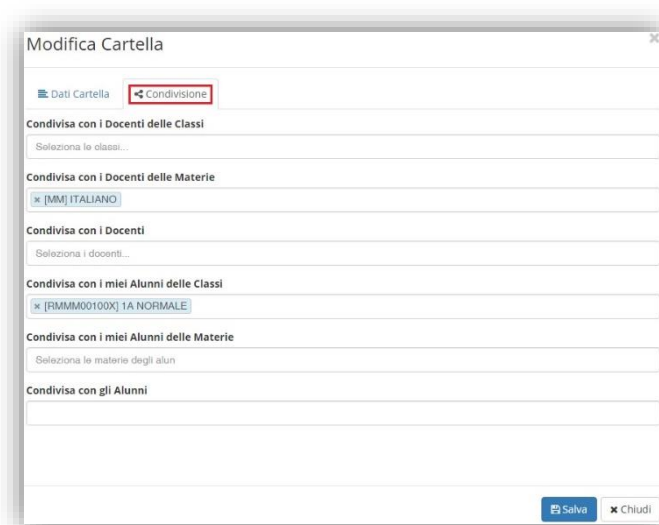 Modifica Cartella
Dati Cartella
Condivisione
Condivisa con i Docenti delle Classi
Seleziona le classi...
Condivisa con i Docenti delle Materie
× [MM] ITALIANO
Condivisa con i Docenti
Seleziona i docenti...
Condivisa con i miei Alunni delle Classi
× [RMMM00100X] 1A NORMALE
Condivisa con i miei Alunni delle Materie
Seleziona le materie degli alun
Condivisa con gli Alunni
Salva
× Chiudi